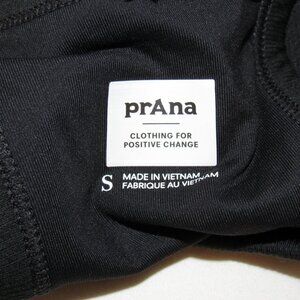 prAna
CLOTHING FOR
POSITIVE CHANGE
S
MADE IN VIETNAM
FABRIQUE AU VIETNAM